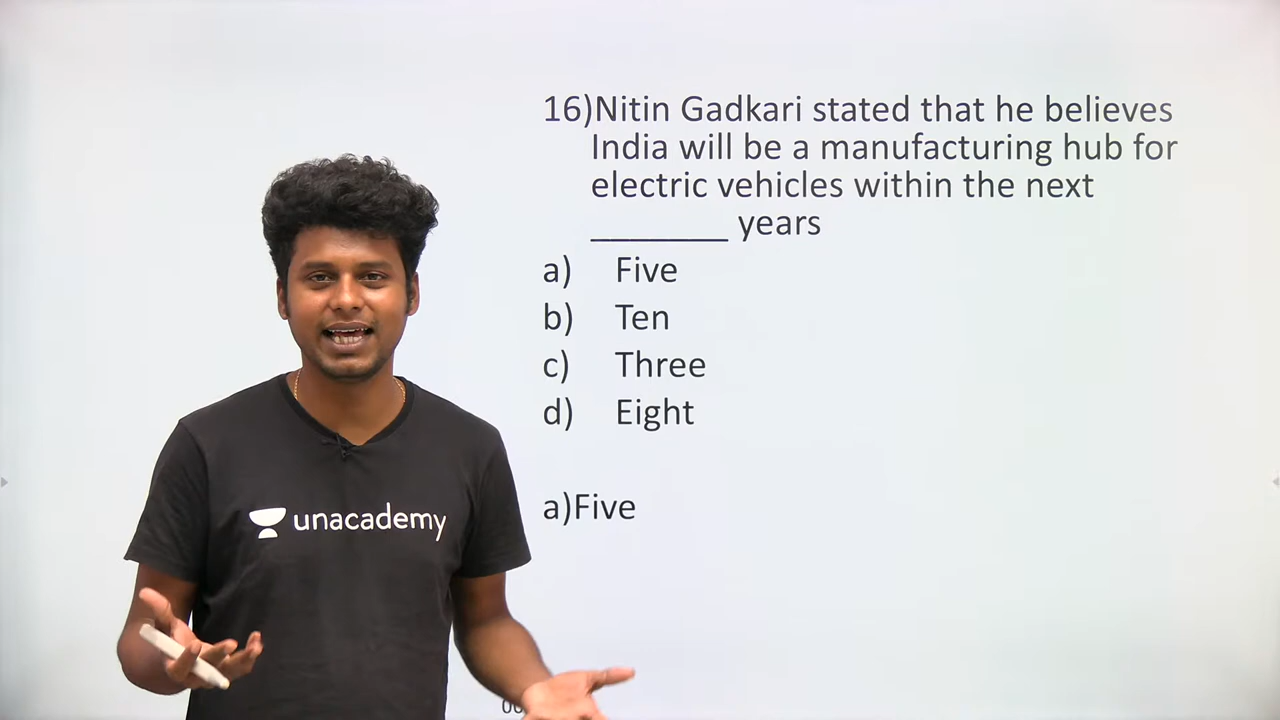 16)Nitin Gadkari stated that he believes
India will be a manufacturing hub for
electric vehicles within the next
_______ years
a) Five
b) Ten
c) Three
d) Eight
a)Five
unacademy